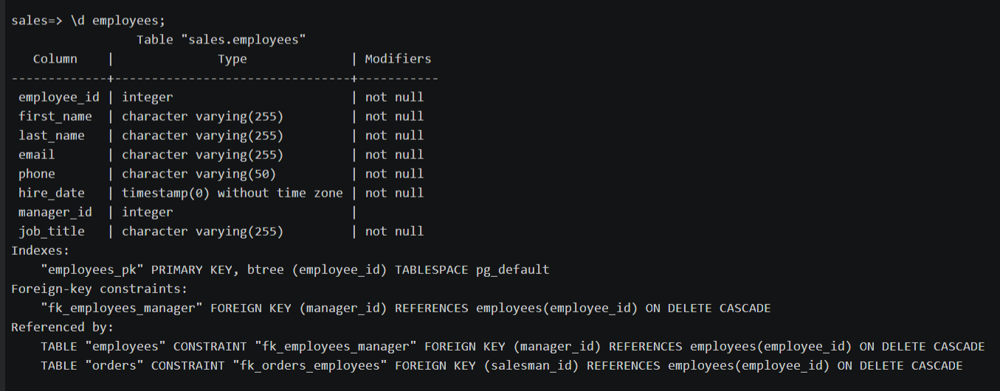 sales=> \d employees;
                 Table "sales.employees"
   Column    |              Type              | Modifiers
-------------+--------------------------------+-----------
 employee_id | integer                        | not null
 first_name  | character varying(255)         | not null
 last_name   | character varying(255)         | not null
 email       | character varying(255)         | not null
 phone       | character varying(50)          | not null
 hire_date   | timestamp(0) without time zone | not null
 manager_id  | integer                        |
 job_title   | character varying(255)         | not null
Indexes:
    "employees_pk" PRIMARY KEY, btree (employee_id) TABLESPACE pg_default
Foreign-key constraints:
    "fk_employees_manager" FOREIGN KEY (manager_id) REFERENCES employees(employee_id) ON DELETE CASCADE
Referenced by:
    TABLE "employees" CONSTRAINT "fk_employees_manager" FOREIGN KEY (manager_id) REFERENCES employees(employee_id) ON DELETE CASCADE
    TABLE "orders" CONSTRAINT "fk_orders_employees" FOREIGN KEY (salesman_id) REFERENCES employees(employee_id) ON DELETE CASCADE